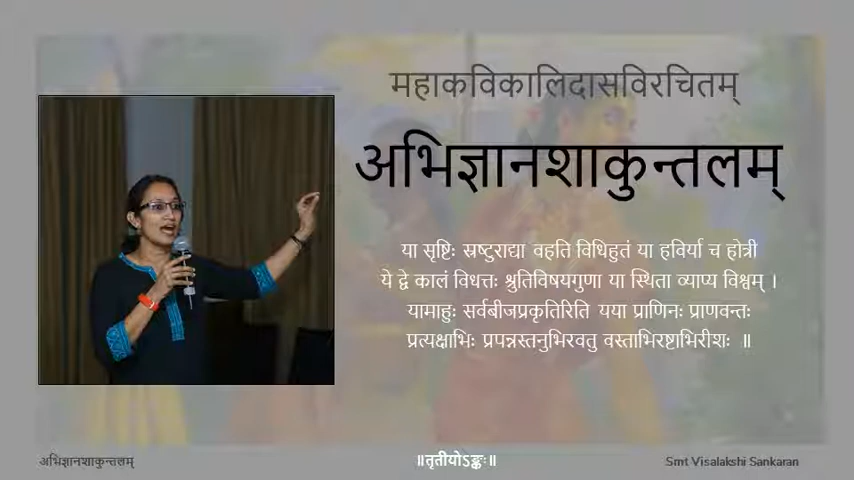 महाकविकालिदासविरचितम्
अभिज्ञानशाकुन्तलम्
या सृष्टिः स्रष्टुराद्या वहति विधिहुतं या हविर्या च होत्री
ये द्वे कालं विधत्तः श्रुतिविषयगुणा या स्थिता व्याप्य विश्वम् ।
यामाहुः सर्वबीजप्रकृतिरिति यया प्राणिनः प्राणवन्तः
प्रत्यक्षाभिः प्रपन्नस्तनुभिरवतु वस्ताभिरष्टाभिरीशः ॥
अभिज्ञानशाकुन्तलम्
॥तृतीयोऽङ्कः॥
Smt Visalakshi Sankaran